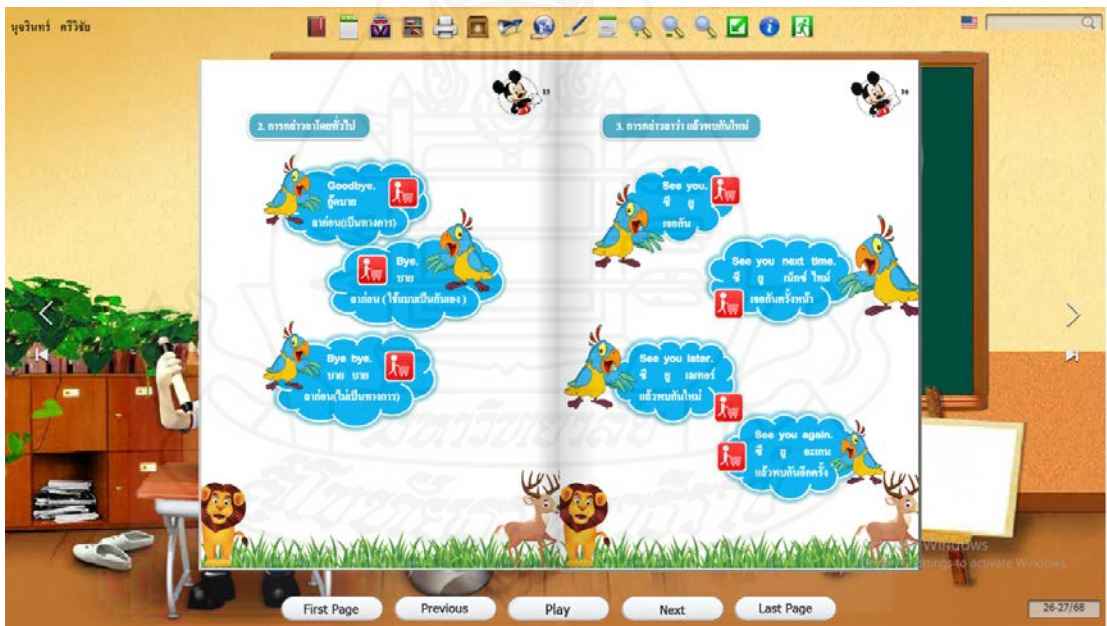 นุจรินทร์ ศรีวิชัย
15
2. การกล่าวลาโดยทั่วไป
Goodbye.
กู๊ดบาย
ลาก่อน(เป็นทางการ)
Bye.
บาย
ลาก่อน ( ใช้แบบเป็นกันเอง )
Bye bye.
บาย บาย
ลาก่อน(ไม่เป็นทางการ)
16
3. การกล่าวลาว่า แล้วพบกันใหม่
See you.
ซี ยู
เจอกัน
See you next time.
ซี ยู เน็กซ์ ไทม์
เจอกันครั้งหน้า
See you later.
ซี ยู เลเทอร์
แล้วพบกันใหม่
See you again.
ซี ยู อะเกน
แล้วพบกันอีกครั้ง
Windows
to activate Windows
First Page
Previous
Play
Next
Last Page
26-27/68